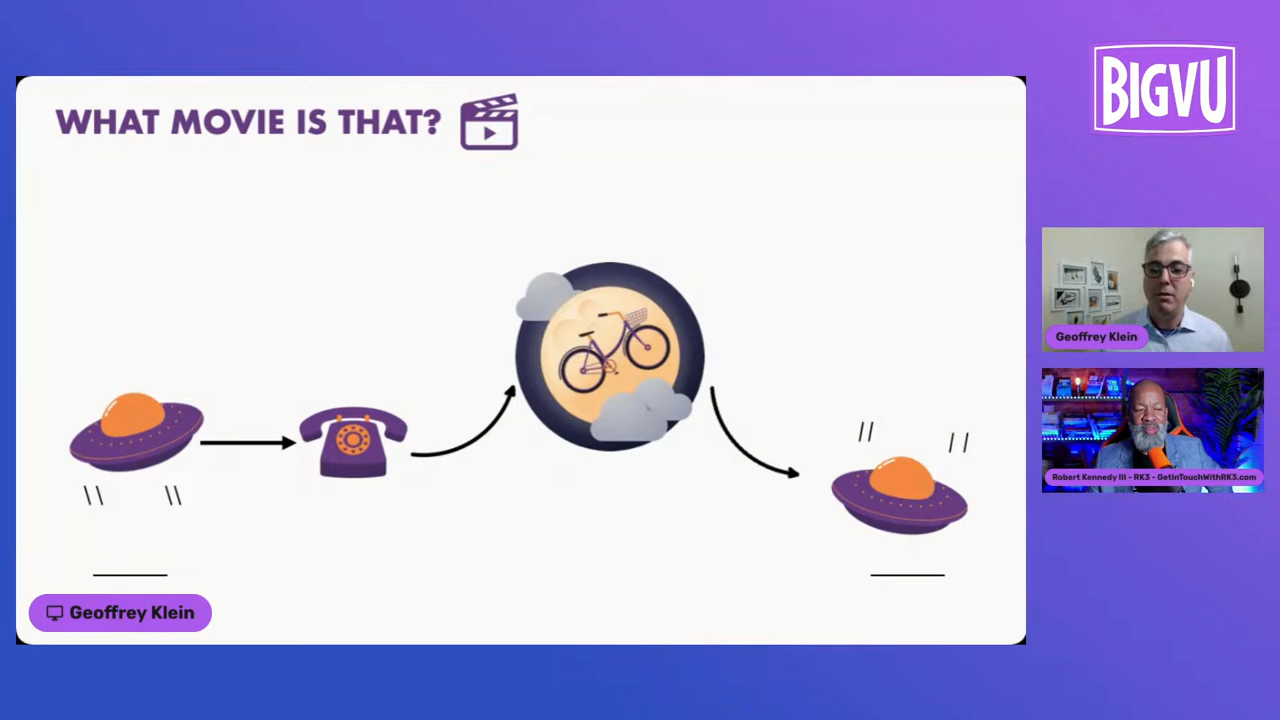 WHAT MOVIE IS THAT?
BIGVU
Geoffrey Klein
Robert Kennedy III - RK3 - GetInTouchWithRK3.com
Geoffrey Klein